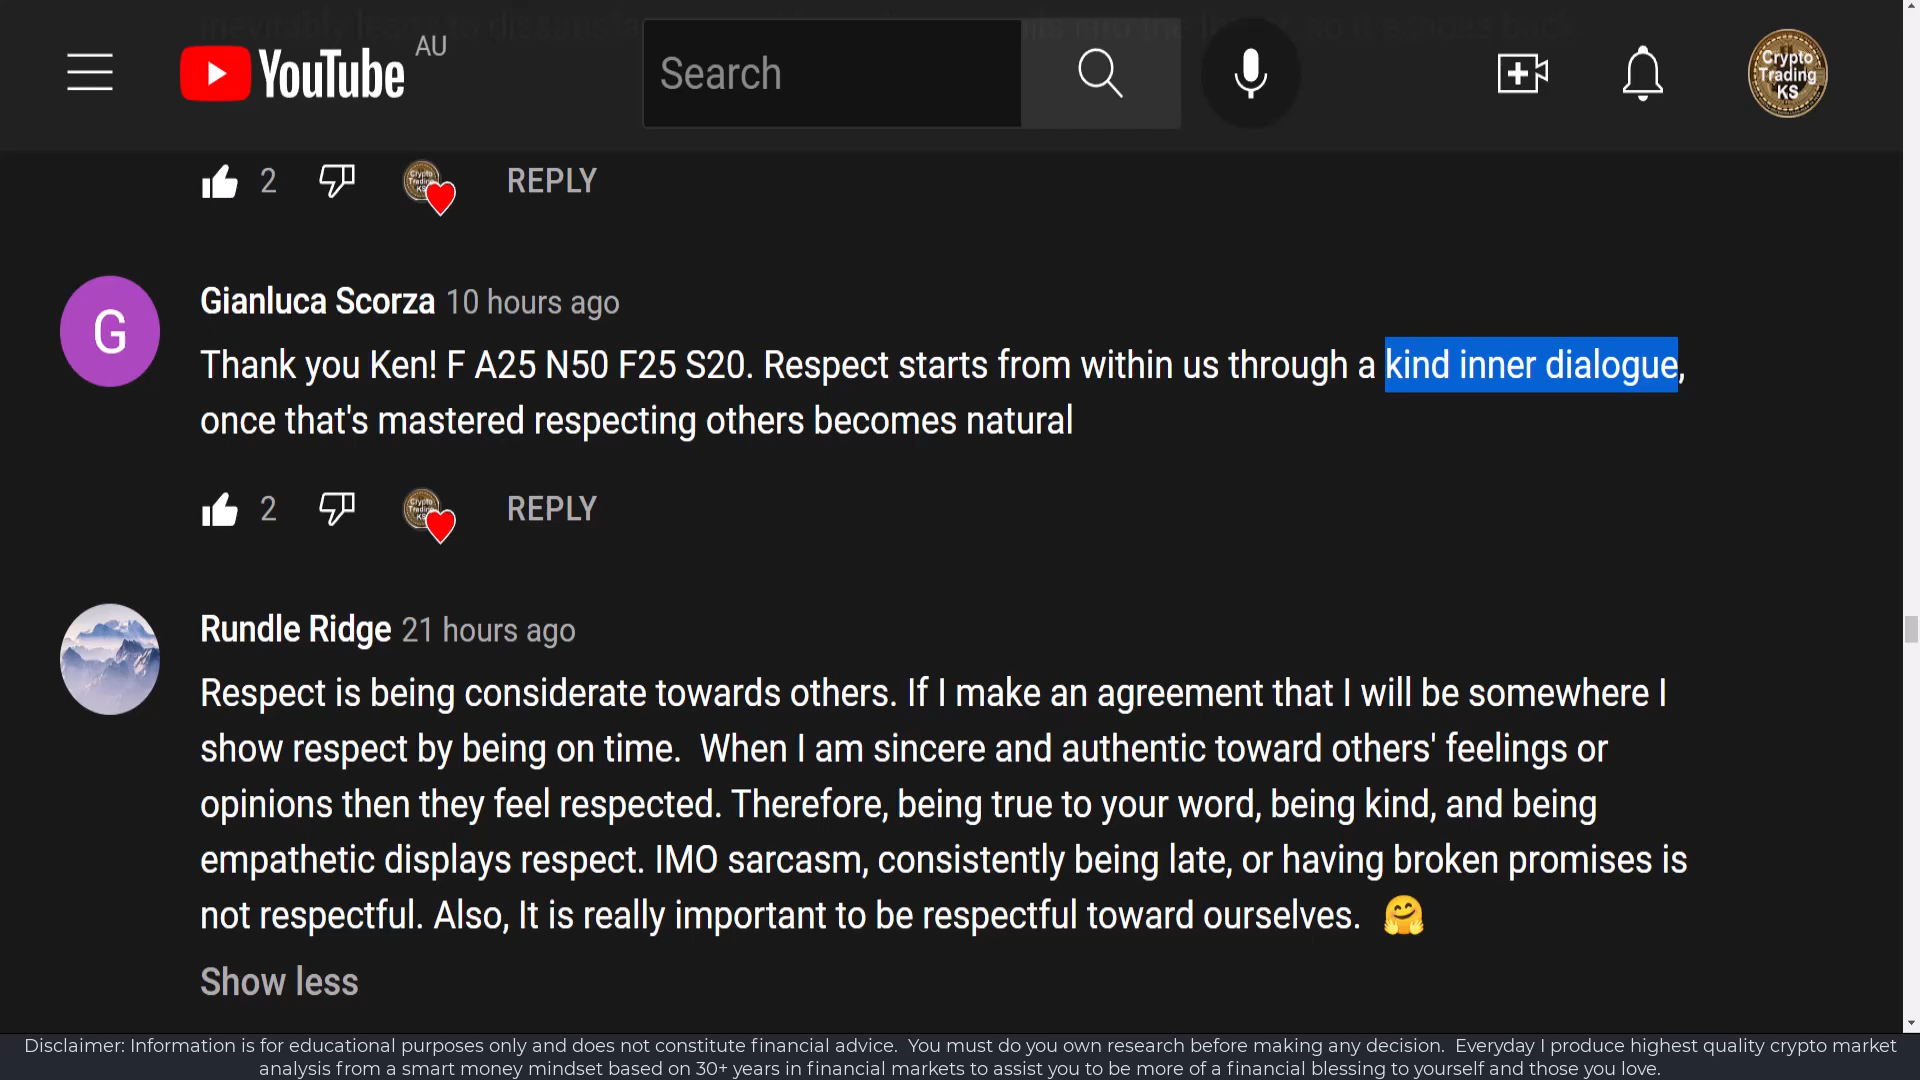 inevitably leads to
YouTube AU
Search
Crypto
Trading
KS
2
REPLY
G
Gianluca Scorza 10 hours ago
Thank you Ken! F A25 N50 F25 S20. Respect starts from within us through a kind inner dialogue,
once that's mastered respecting others becomes natural
2
REPLY
Rundle Ridge 21 hours ago
Respect is being considerate towards others. If I make an agreement that I will be somewhere I
show respect by being on time.  When I am sincere and authentic toward others' feelings or
opinions then they feel respected. Therefore, being true to your word, being kind, and being
empathetic displays respect. IMO sarcasm, consistently being late, or having broken promises is
not respectful. Also, It is really important to be respectful toward ourselves. 🤗
Show less
Disclaimer: Information is for educational purposes only and does not constitute financial advice.  You must do you own research before making any decision.  Everyday I produce highest quality crypto market
analysis from a smart money mindset based on 30+ years in financial markets to assist you to be more of a financial blessing to yourself and those you love.